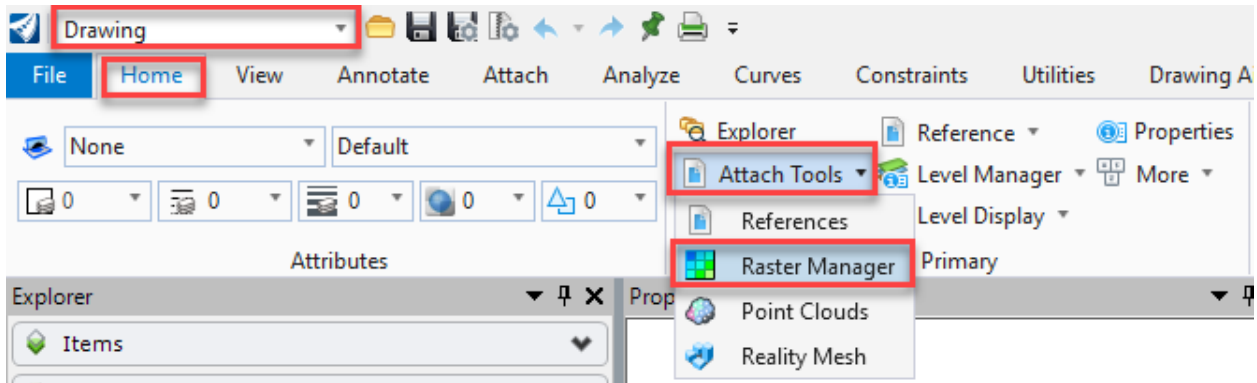 Drawing
File Home View Annotate Attach Analyze Curves Constraints Utilities Drawing A
None Default Explorer Reference Properties
Attach Tools Level Manager More
0 0 0 0 0 References Level Display
Attributes Raster Manager Primary
Explorer Prop
Items Point Clouds
Reality Mesh